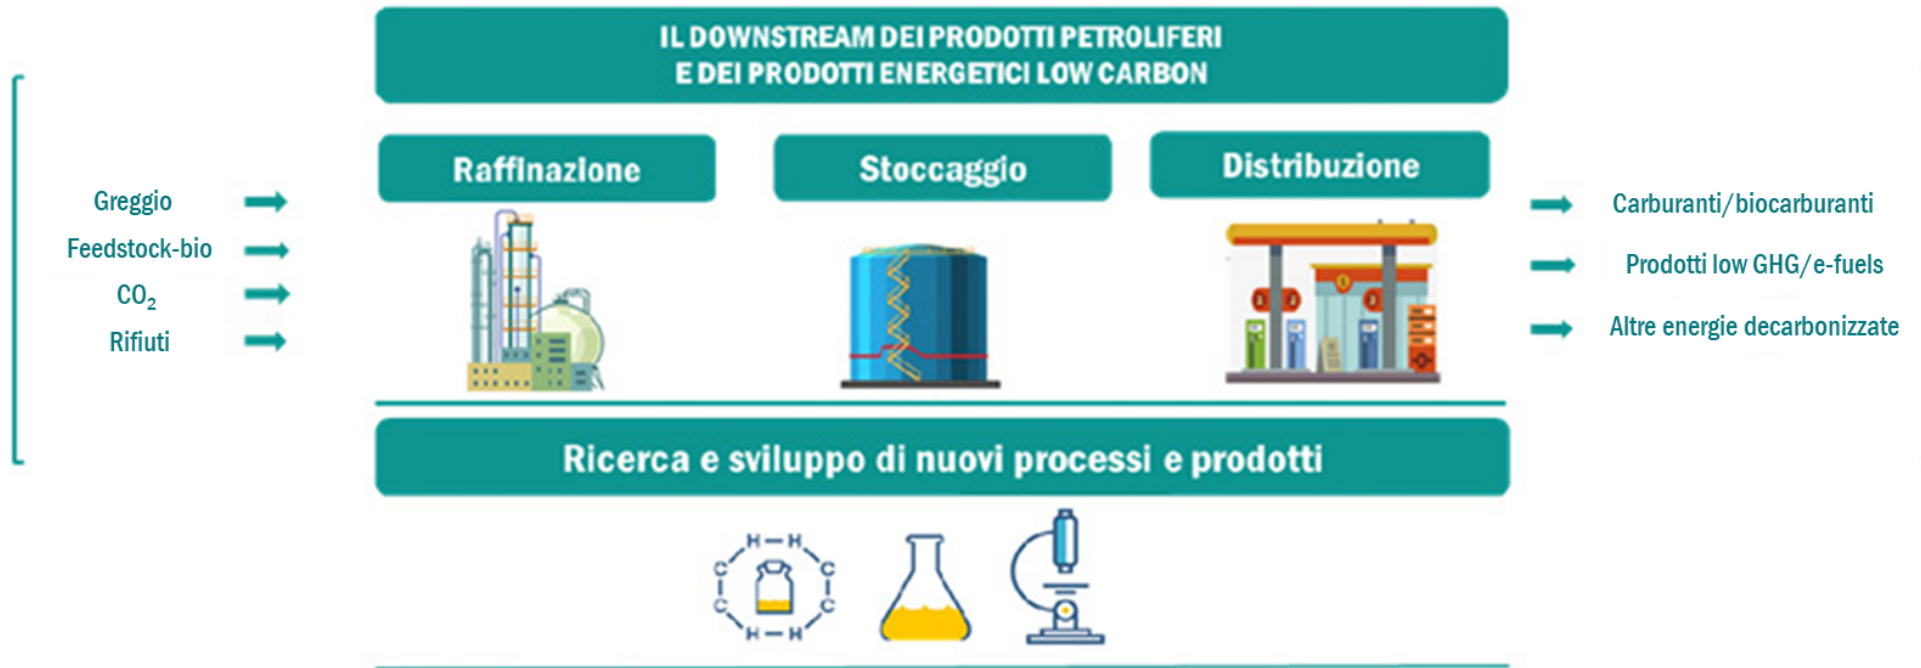 IL DOWNSTREAM DEI PRODOTTI PETROLIFERI
E DEI PRODOTTI ENERGETICI LOW CARBON
Raffinazione
Stoccaggio
Distribuzione
Greggio
Feedstock-bio
CO₂
Rifiuti
Carburanti/biocarburanti
Prodotti low GHG/e-fuels
Altre energie decarbonizzate
Ricerca e sviluppo di nuovi processi e prodotti
H H
C C
C C
H H